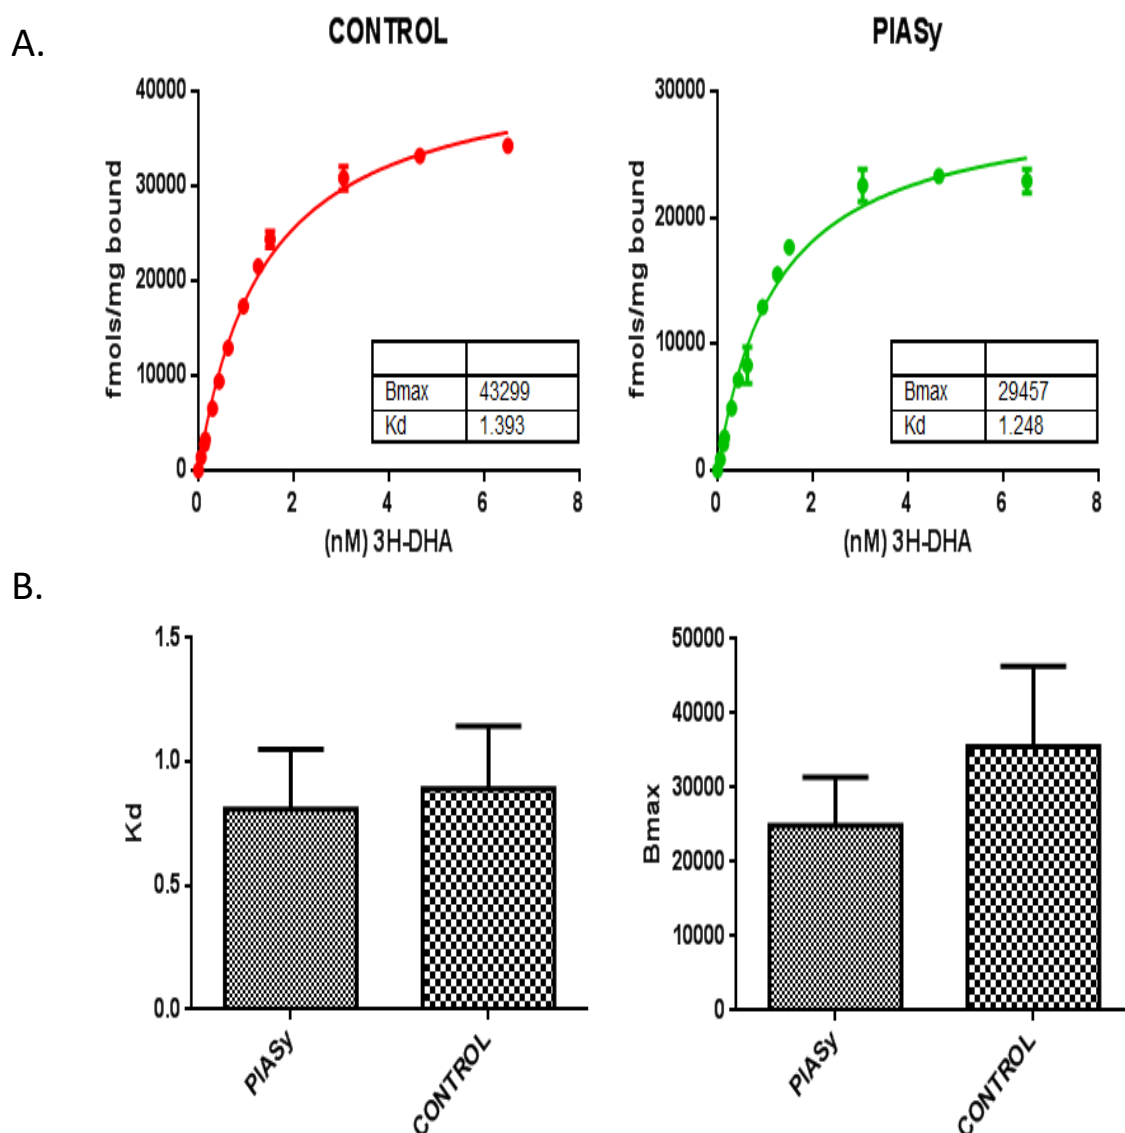 A.
CONTROL
fmols/mg bound
40000
30000
20000
10000
0
0 2 4 6 8
(nM) 3H-DHA
Bmax 43299
Kd 1.393
PIASy
fmols/mg bound
30000
20000
10000
0
0 2 4 6 8
(nM) 3H-DHA
Bmax 29457
Kd 1.248
B.
Kd
1.5
1.0
0.5
0.0
PIASy
CONTROL
Bmax
50000
40000
30000
20000
10000
0
PIASy
CONTROL